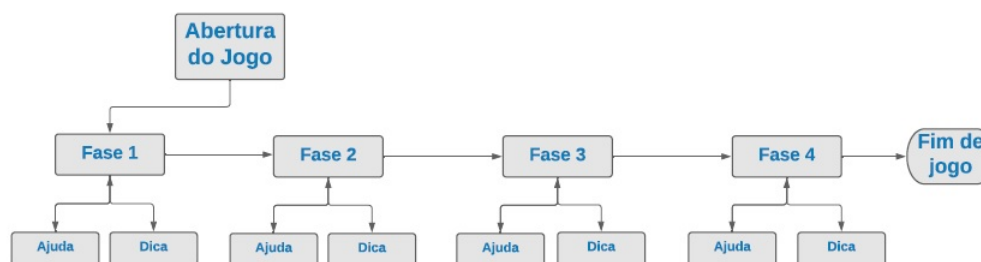 Abertura
do Jogo
Fase 1
Fase 2
Fase 3
Fase 4
Fim de
jogo
Ajuda
Dica
Ajuda
Dica
Ajuda
Dica
Ajuda
Dica